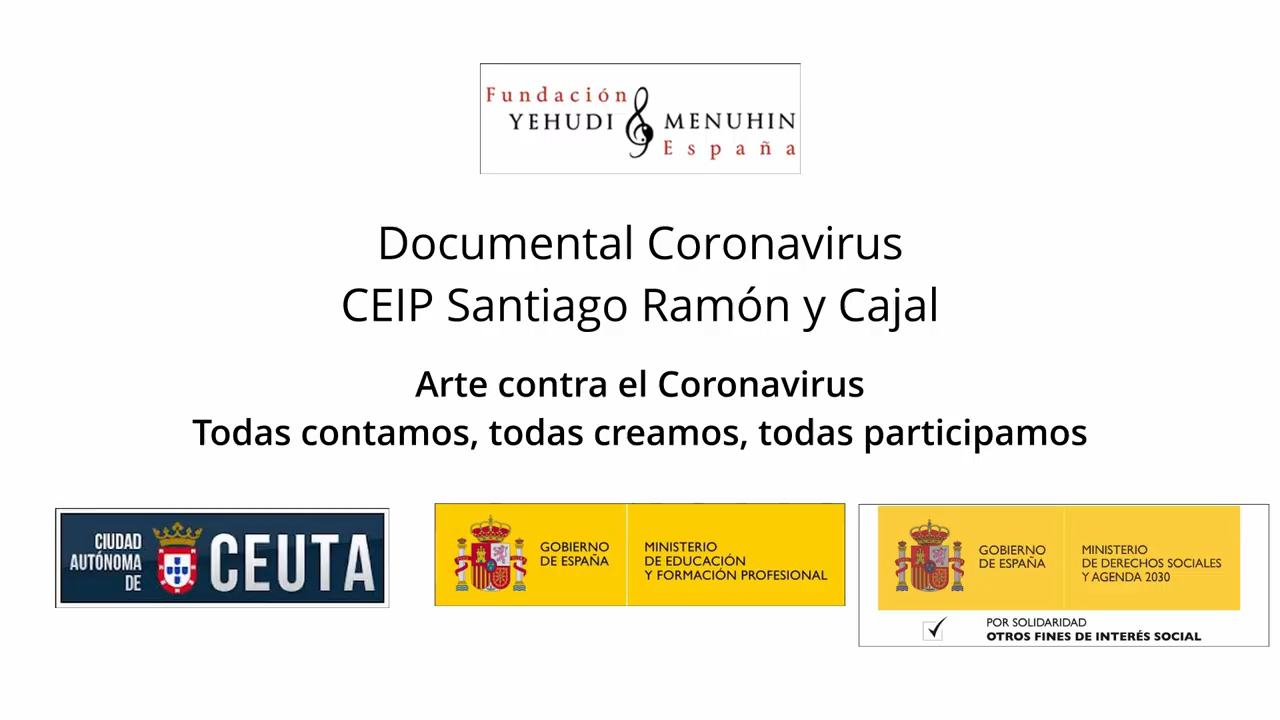 Fundación
YEHUDI MENUHIN
España
Documental Coronavirus
CEIP Santiago Ramón y Cajal
Arte contra el Coronavirus
Todas contamos, todas creamos, todas participamos
CIUDAD
AUTÓNOMA
DE
CEUTA
GOBIERNO
DE ESPAÑA
MINISTERIO
DE EDUCACIÓN
Y FORMACIÓN PROFESIONAL
GOBIERNO
DE ESPAÑA
MINISTERIO
DE DERECHOS SOCIALES
Y AGENDA 2030
POR SOLIDARIDAD
OTROS FINES DE INTERÉS SOCIAL